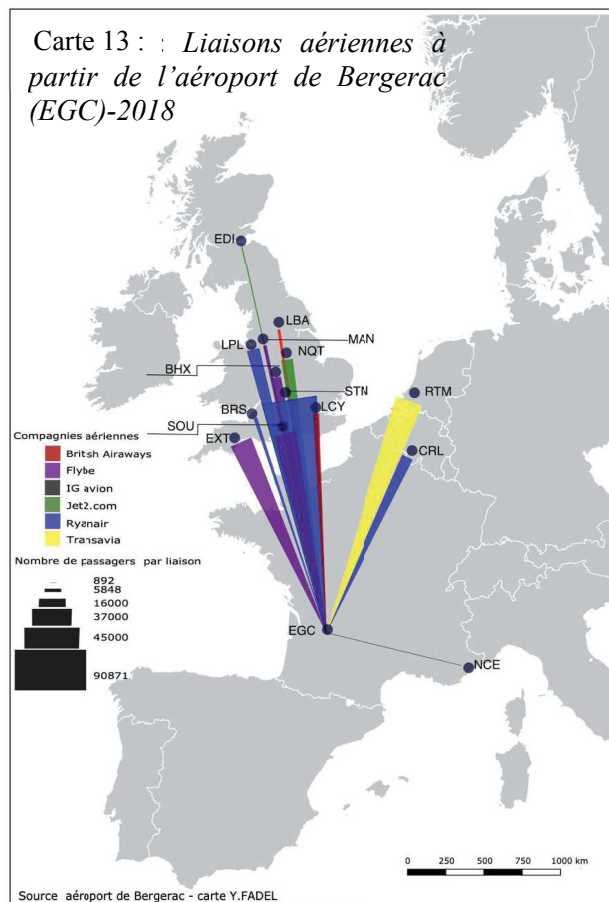 Carte 13 : : Liaisons aériennes à
partir de l'aéroport de Bergerac
(EGC)-2018
EDI
LBA
LPL
MAN
NQT
BHX
STN
RTM
BRS
LCY
SOU
EXT
CRL
Compagnies aériennes
Britsh Airaways
Flybe
IG avion
Jet2.com
Ryanair
Transavia
Nombre de passagers par liaison
892
5848
16000
37000
45000
90871
EGC
NCE
0 250 500 750 1000 km
Source aéroport de Bergerac - carte Y.FADEL